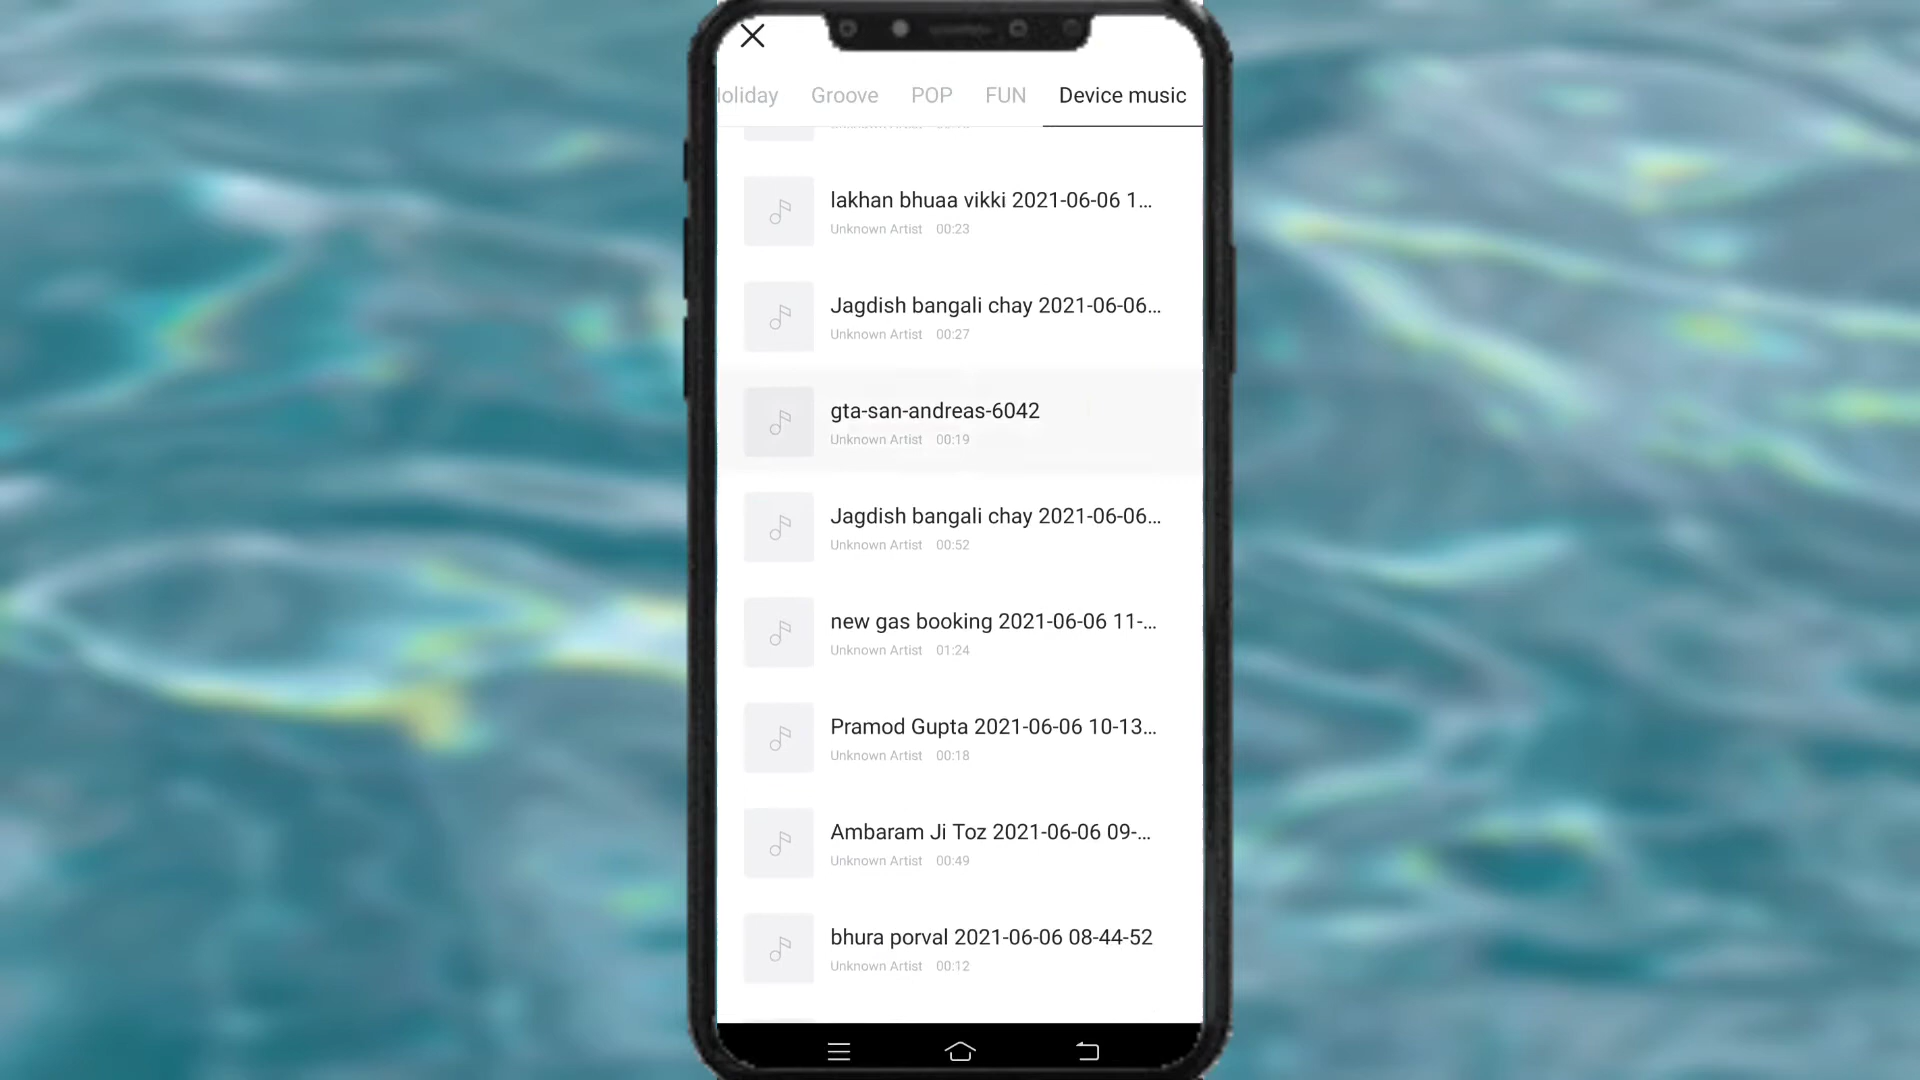 oliday Groove POP FUN Device music
lakhan bhuaa vikki 2021-06-06 1...
Unknown Artist 00:23
Jagdish bangali chay 2021-06-06...
Unknown Artist 00:27
gta-san-andreas-6042
Unknown Artist 00:19
Jagdish bangali chay 2021-06-06...
Unknown Artist 00:52
new gas booking 2021-06-06 11-...
Unknown Artist 01:24
Pramod Gupta 2021-06-06 10-13...
Unknown Artist 00:18
Ambaram Ji Toz 2021-06-06 09-...
Unknown Artist 00:49
bhura porval 2021-06-06 08-44-52
Unknown Artist 00:12